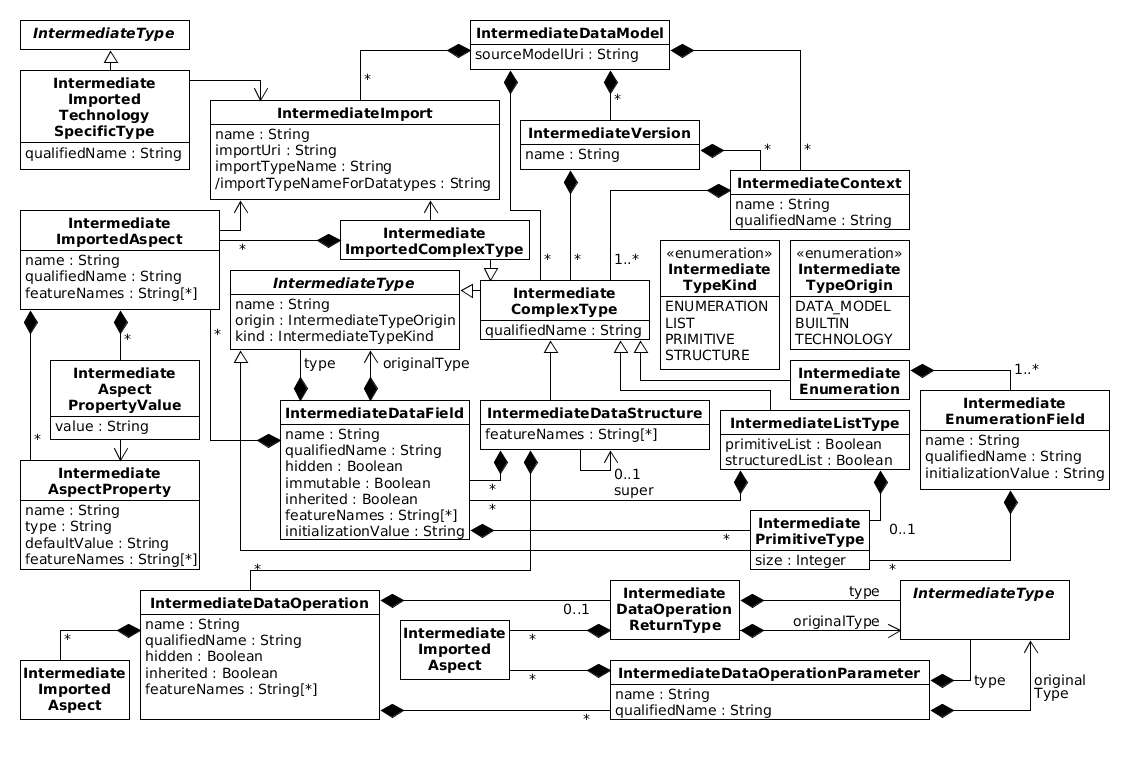 IntermediateType
Intermediate
Imported
Technology
SpecificType
qualifiedName : String
IntermediateDataModel
sourceModelUri : String
*
*
*
IntermediateImport
name : String
importUri : String
importTypeName : String
/importTypeNameForDatatypes : String
IntermediateVersion
name : String
*
IntermediateContext
name : String
qualifiedName : String
Intermediate
ImportedAspect
name : String
qualifiedName : String
featureNames : String[*]
*
Intermediate
ImportedComplexType
*
*
1..*
«enumeration»
Intermediate
TypeKind
ENUMERATION
LIST
PRIMITIVE
STRUCTURE
«enumeration»
Intermediate
TypeOrigin
DATA_MODEL
BUILTIN
TECHNOLOGY
IntermediateType
name : String
origin : IntermediateTypeOrigin
kind : IntermediateTypeKind
Intermediate
ComplexType
qualifiedName : String
*
*
type
originalType
Intermediate
Aspect
PropertyValue
value : String
Intermediate
Enumeration
1..*
Intermediate
EnumerationField
name : String
qualifiedName : String
initializationValue : String
*
Intermediate
AspectProperty
name : String
type : String
defaultValue : String
featureNames : String[*]
IntermediateDataField
name : String
qualifiedName : String
hidden : Boolean
immutable : Boolean
inherited : Boolean
featureNames : String[*]
initializationValue : String
IntermediateDataStructure
featureNames : String[*]
0..1
super
*
*
IntermediateListType
primitiveList : Boolean
structuredList : Boolean
0..1
*
Intermediate
PrimitiveType
size : Integer
*
*
IntermediateDataOperation
name : String
qualifiedName : String
hidden : Boolean
inherited : Boolean
featureNames : String[*]
*
Intermediate
Imported
Aspect
0..1
Intermediate
DataOperation
ReturnType
type
originalType
IntermediateType
Intermediate
Imported
Aspect
*
*
IntermediateDataOperationParameter
name : String
qualifiedName : String
type
original
Type
*